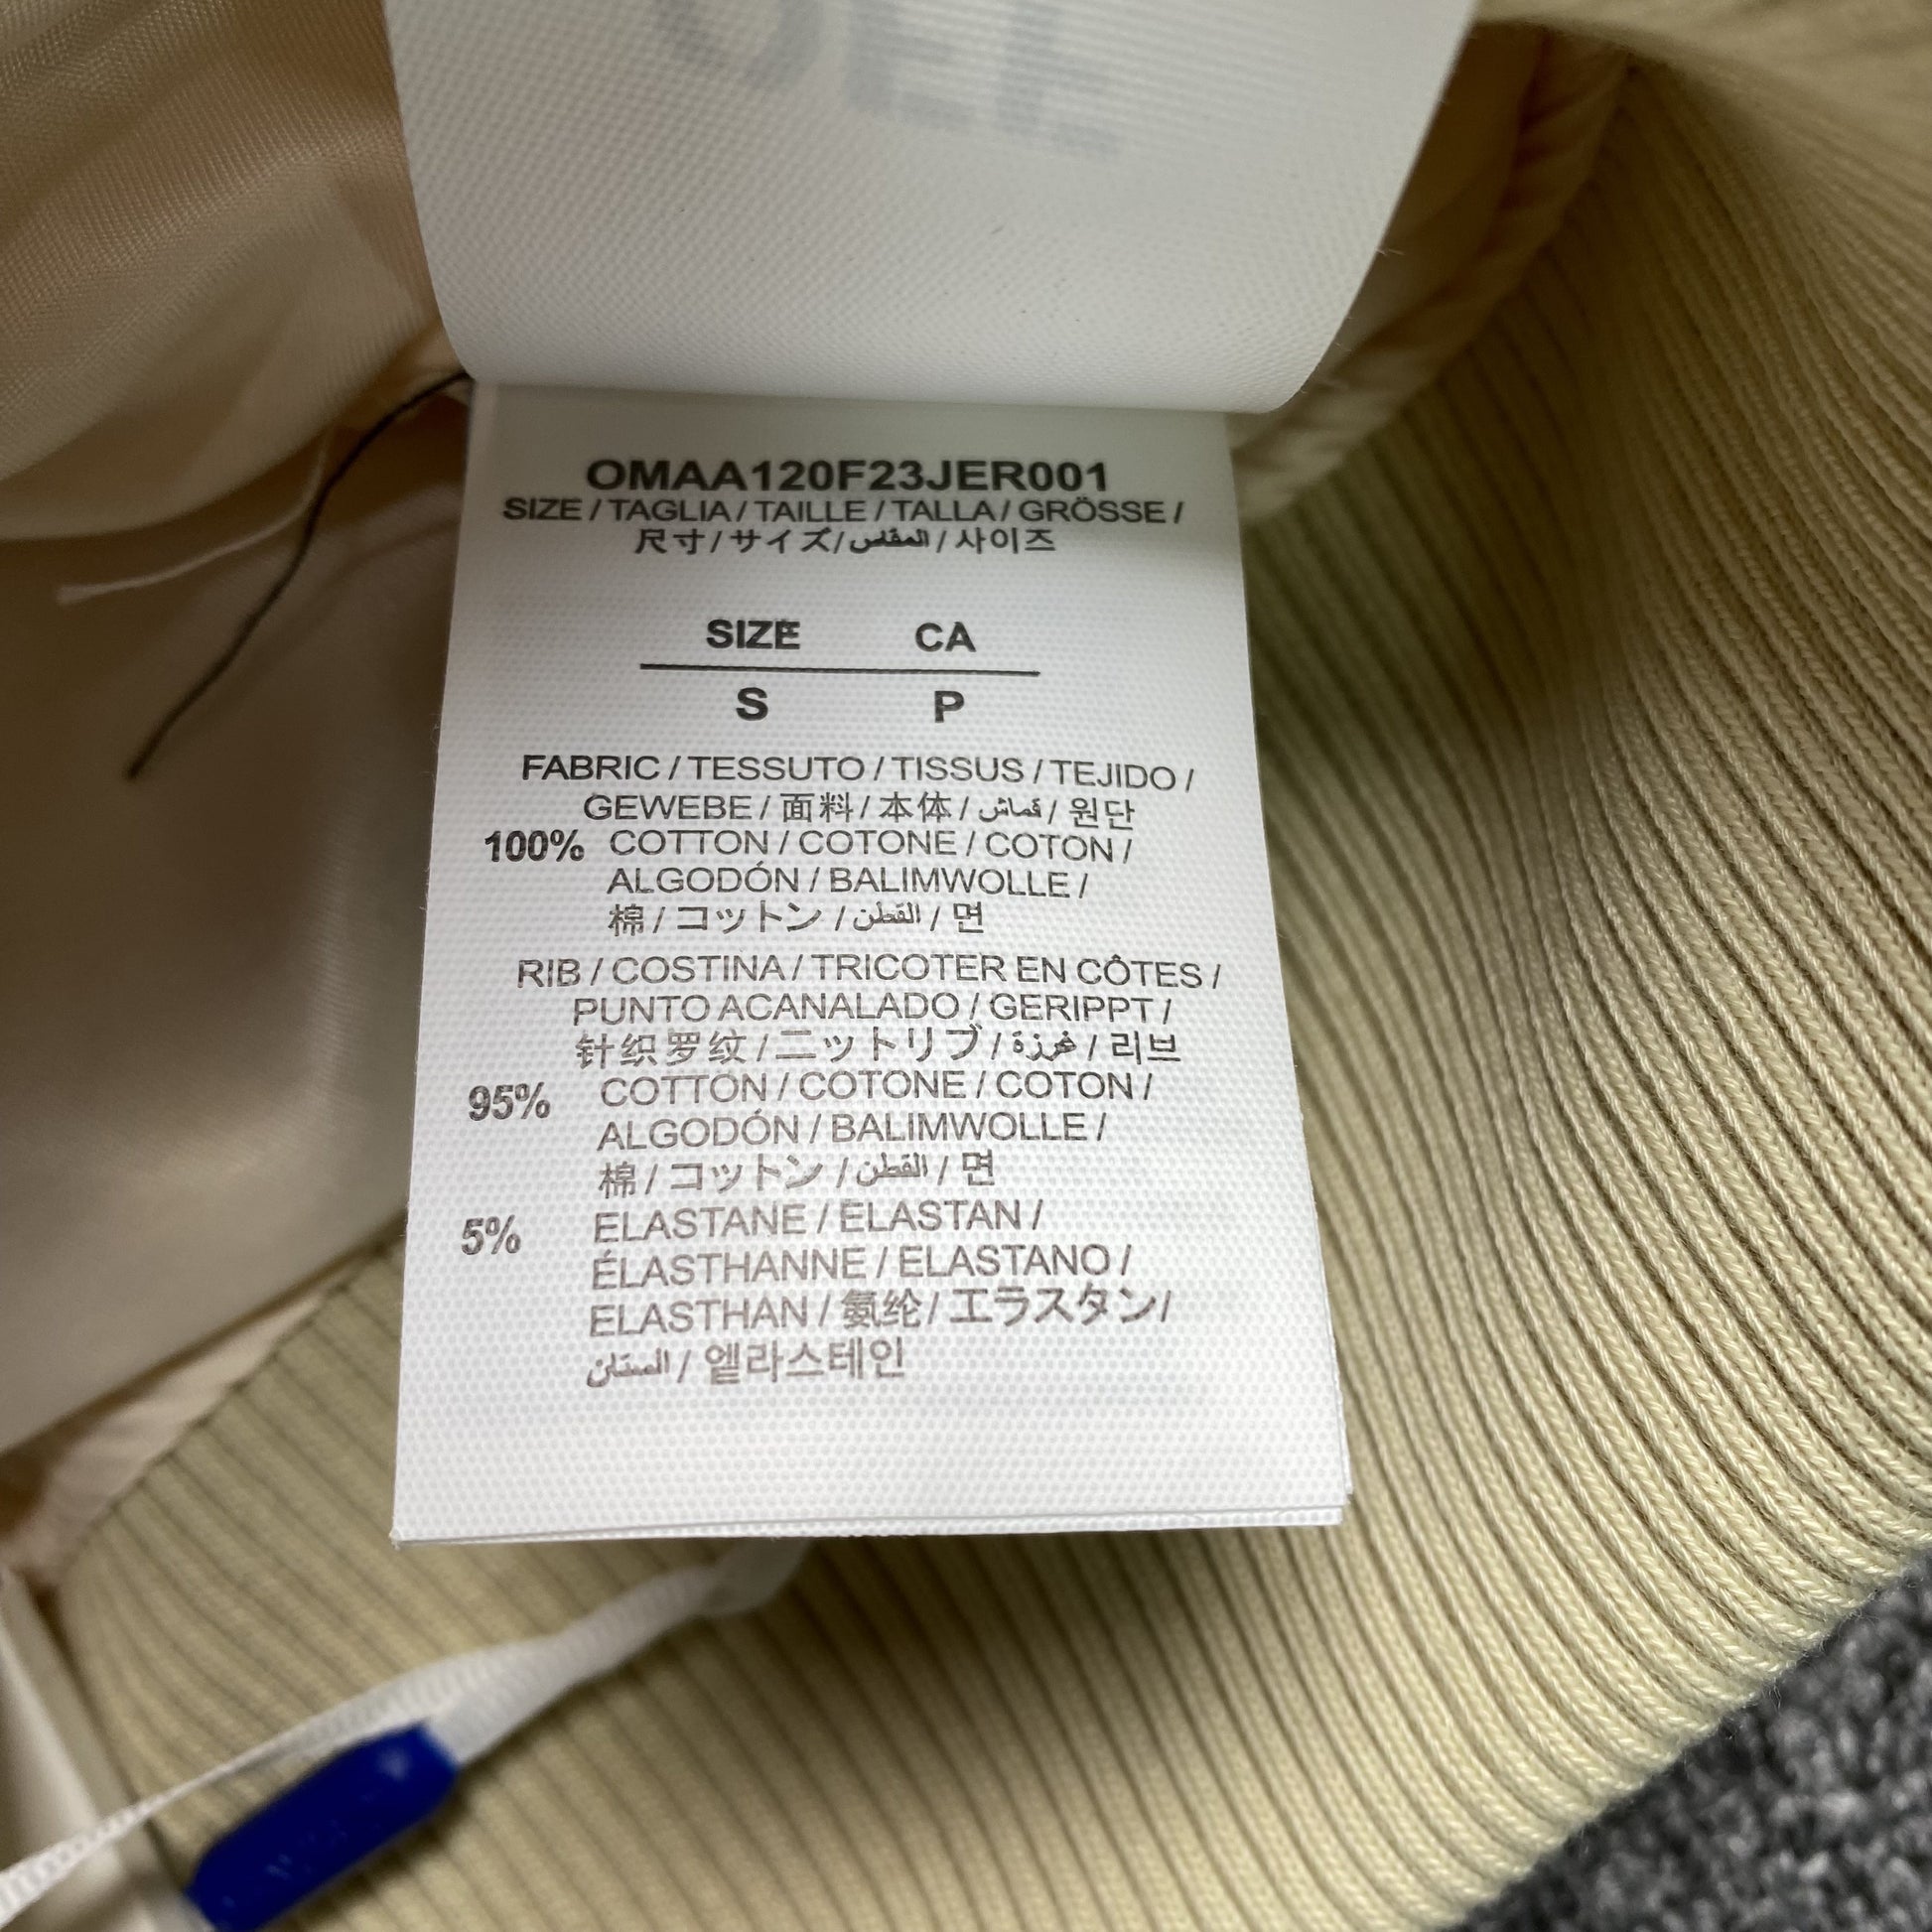 OFF
OMAA120F23JER001
SIZE / TAGLIA / TAILLE / TALLA / GRÖSSE /
尺寸 / サイズ / المقاس / 사이즈
SIZE CA
S P
FABRIC / TESSUTO / TISSUS / TEJIDO /
GEWEBE / 面料 / 本体 / قماش / 원단
100% COTTON / COTONE / COTON /
ALGODÓN / BALIMWOLLE /
棉 / コットン / القطن / 면
RIB / COSTINA / TRICOTER EN CÔTES /
PUNTO ACANALADO / GERIPPT /
针织罗纹 / ニットリブ / غرزة / 리브
95% COTTON / COTONE / COTON /
ALGODÓN / BALIMWOLLE /
棉 / コットン / القطن / 면
5% ELASTANE / ELASTAN /
ÉLASTHANNE / ELASTANO /
ELASTHAN / 氨纶 / エラスタン /
/ 엘라스테인